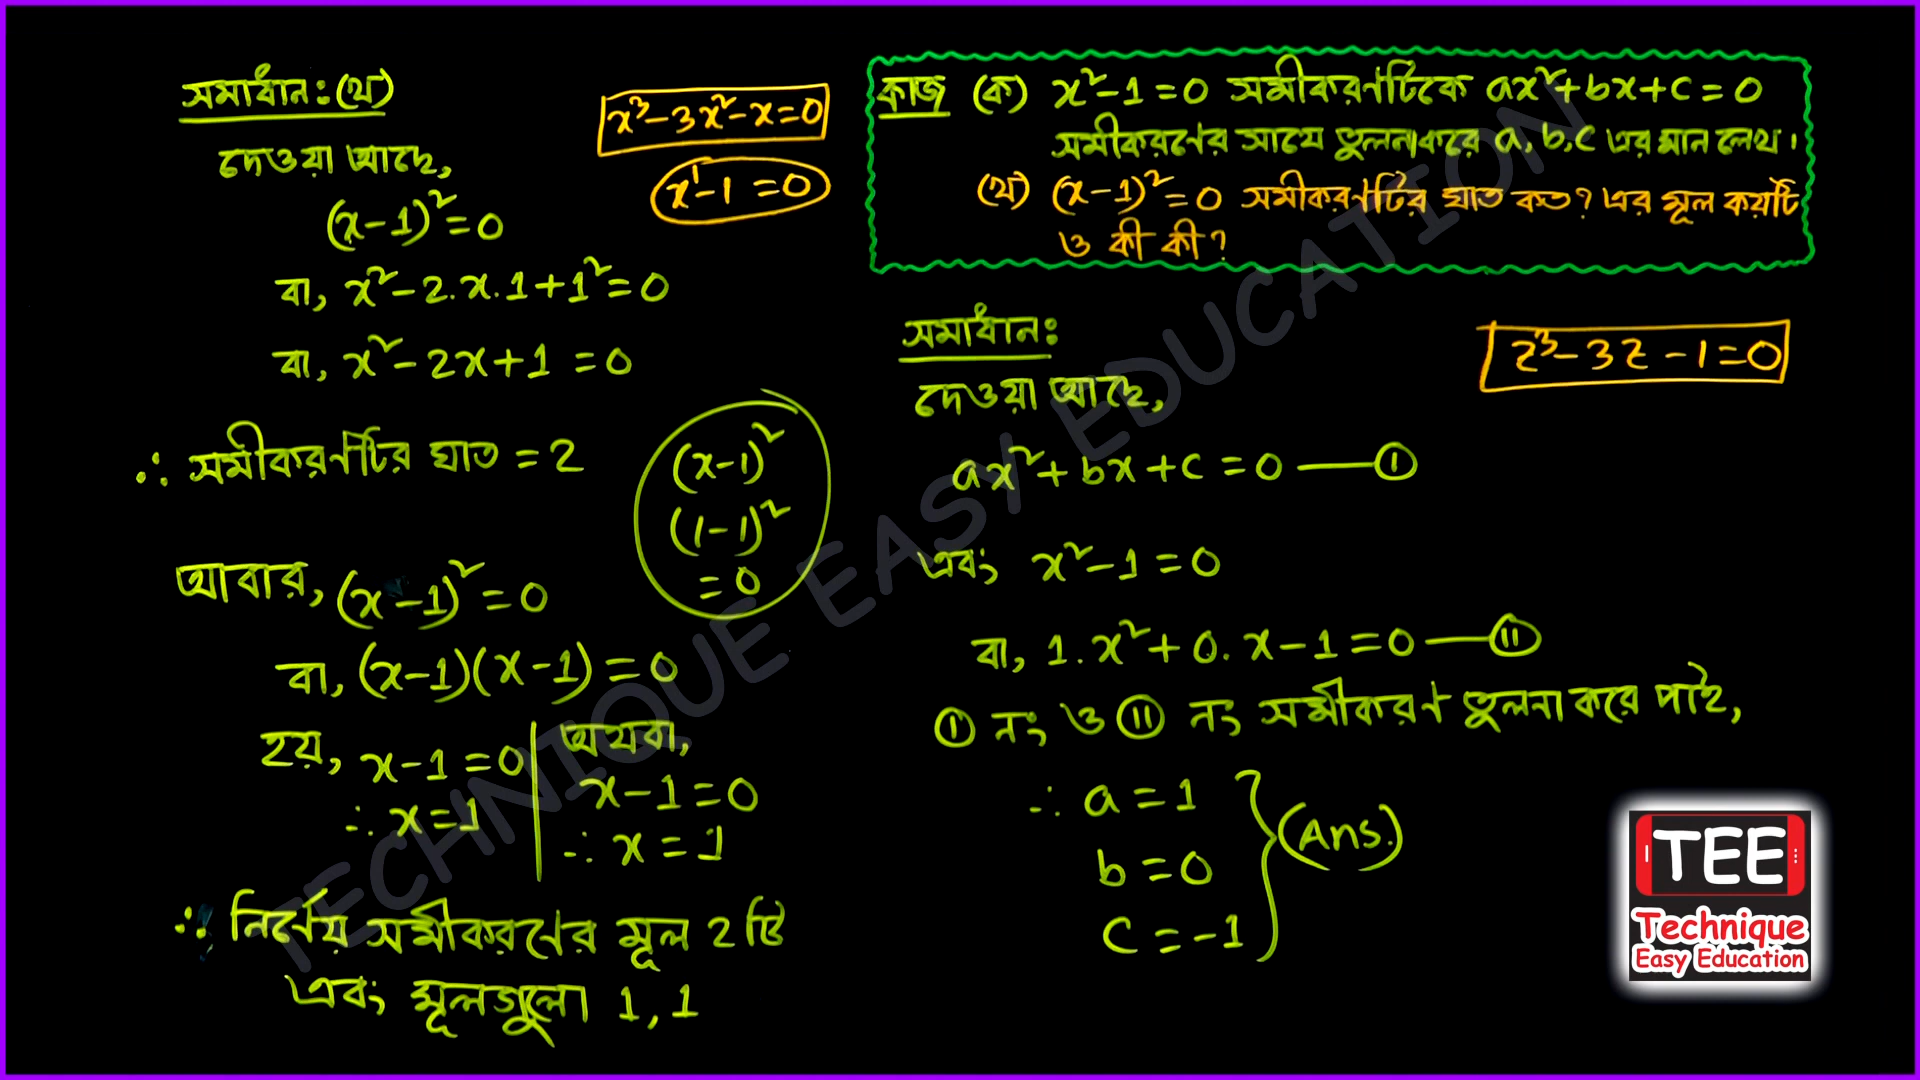 কাজ (ক) x²-1=0 সমীকরণটিকে ax²+bx+c=0
সমীকরণের সাথে তুলনা করে a, b, c এর মান লেখ।
(খ) (x-1)²=0 সমীকরণটির ঘাত কত? এর মূল কয়টি
ও কী কী?
সমাধানঃ
z³-3z-1=0
দেওয়া আছে,
ax²+bx+c=0 — ①
এবং x²-1=0
বা, 1.x²+0.x-1=0 — ⑪
① নং ও ⑪ নং সমীকরণ তুলনা করে পাই,
∴ a=1
b=0
c=-1
} (Ans.)
সমাধানঃ (খ)
x³-3x²-x=0
x¹-1=0
দেওয়া আছে,
(x-1)²=0
বা, x²-2.x.1+1²=0
বা, x²-2x+1=0
∴ সমীকরণটির ঘাত = 2
(x-1)²
(1-1)²
=0
আবার, (x-1)²=0
বা, (x-1)(x-1)=0
হয়, x-1=0
∴ x=1
অথবা,
x-1=0
∴ x=1
∴ নির্ণেয় সমীকরণের মূল 2টি
এবং মূলগুলো 1, 1
TECHNIQUE EASY EDUCATION
TEE
Technique
Easy Education